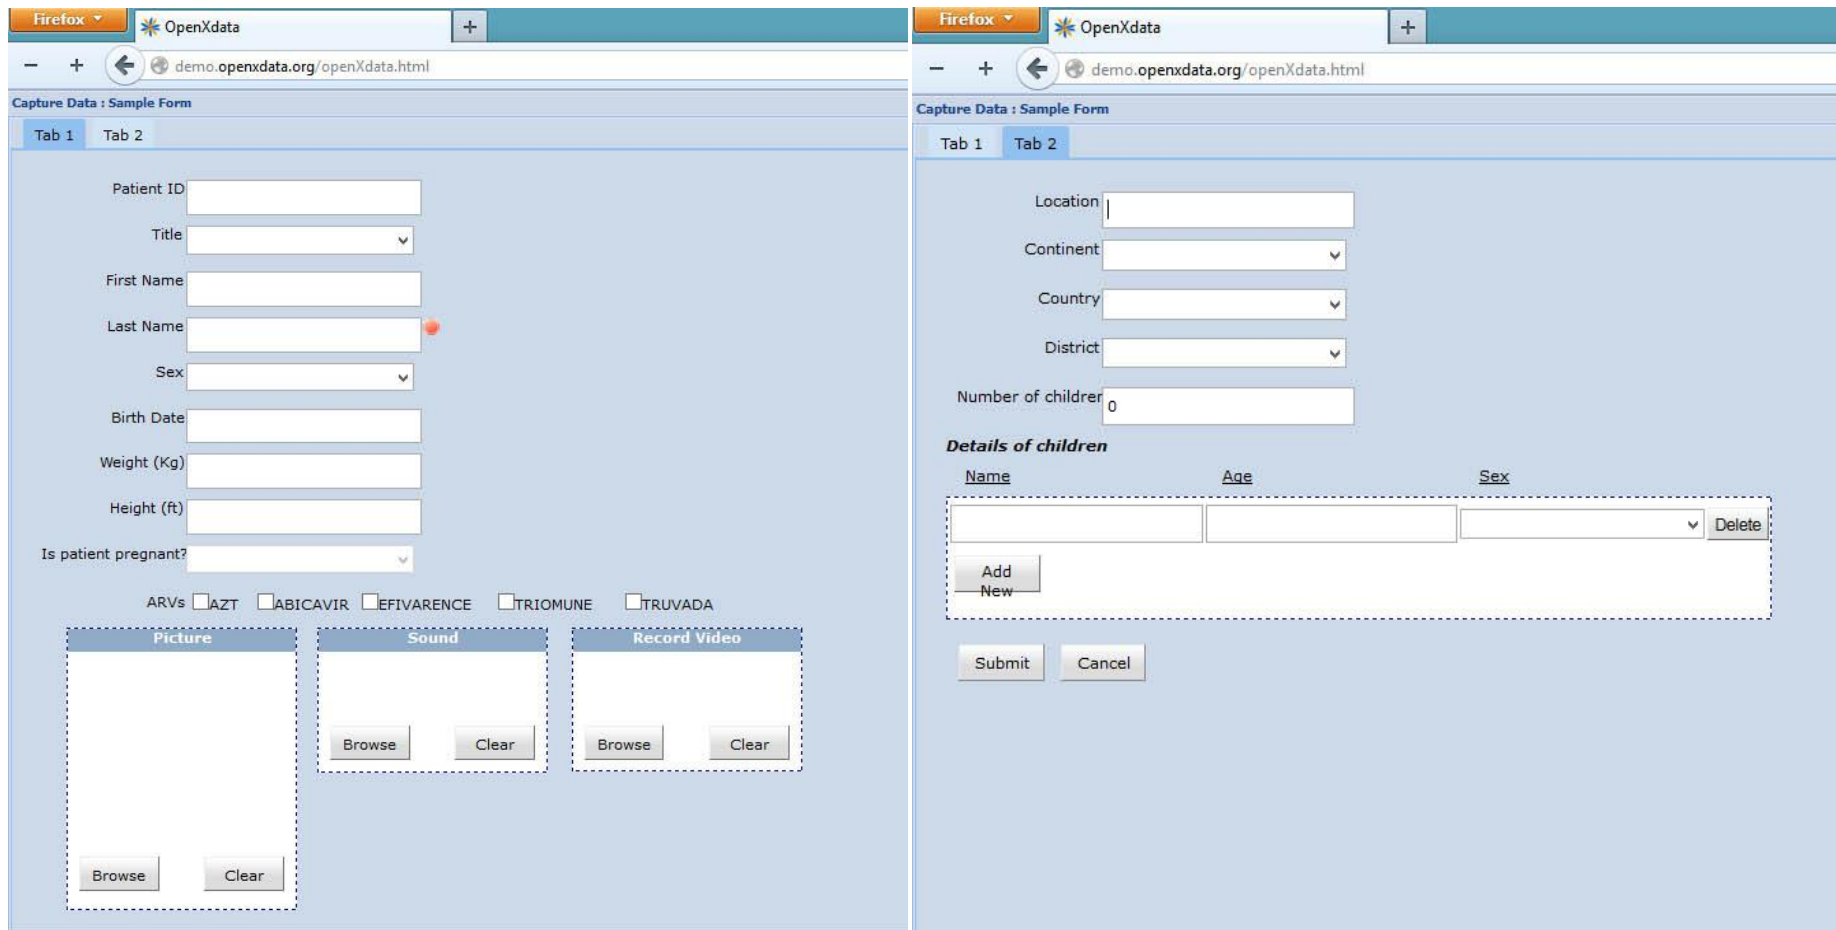 Firefox
OpenXdata
+
− +
demo.openxdata.org/openXdata.html
Capture Data : Sample Form
Tab 1 Tab 2
Patient ID
Title
First Name
Last Name
Sex
Birth Date
Weight (Kg)
Height (ft)
Is patient pregnant?
ARVs AZT ABICAVIR EFIVARENCE TRIOMUNE TRUVADA
Picture Sound Record Video
Browse Clear Browse Clear
Browse Clear
Firefox
OpenXdata
+
− +
demo.openxdata.org/openXdata.html
Capture Data : Sample Form
Tab 1 Tab 2
Location
Continent
Country
District
Number of childrer 0
Details of children
Name Age Sex
Delete
Add
New
Submit Cancel